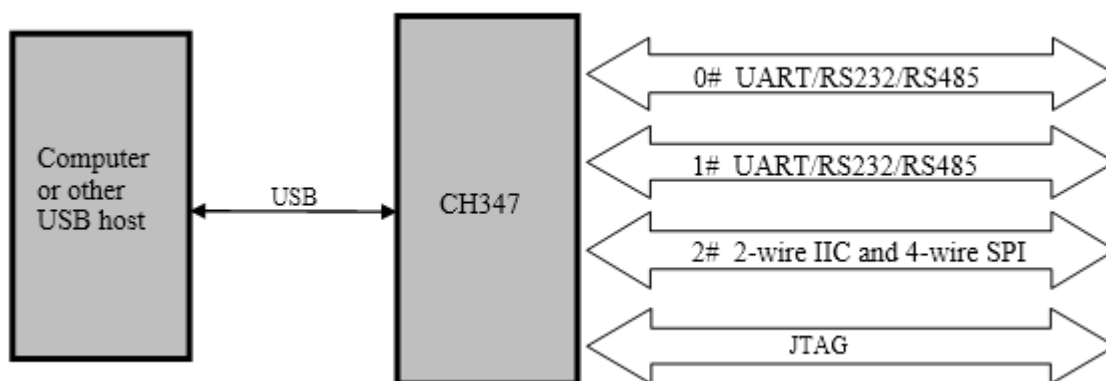 Computer
or other
USB host
USB
CH347
0# UART/RS232/RS485
1# UART/RS232/RS485
2# 2-wire IIC and 4-wire SPI
JTAG